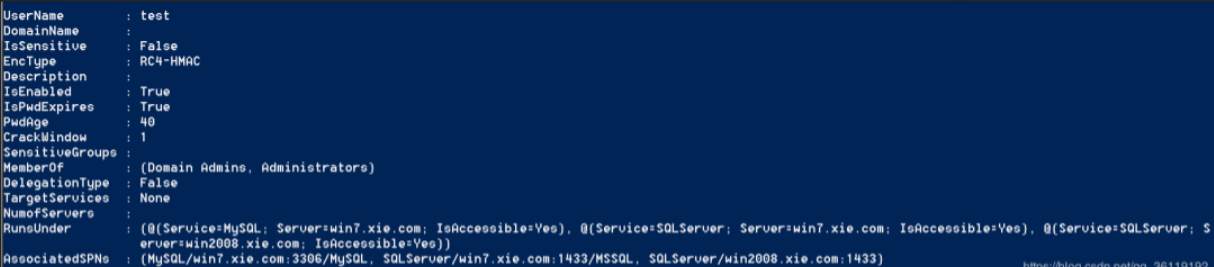 UserName : test
DomainName :
IsSensitive : False
EncType : RC4-HMAC
Description :
IsEnabled : True
IsPwdExpires : True
PwdAge : 40
CrackWindow : 1
SensitiveGroups :
MemberOf : (Domain Admins, Administrators)
DelegationType : False
TargetServices : None
NumofServers :
RunsUnder : (@(Service=MySQL; Server=win7.xie.com; IsAccessible=Yes), @(Service=SQLServer; Server=win7.xie.com; IsAccessible=Yes), @(Service=SQLServer; S
erver=win2008.xie.com; IsAccessible=Yes))
AssociatedSPNs : (MySQL/win7.xie.com:3306/MySQL, SQLServer/win7.xie.com:1433/MSSQL, SQLServer/win2008.xie.com:1433)
https://blog.csdn.net/qq_36119192